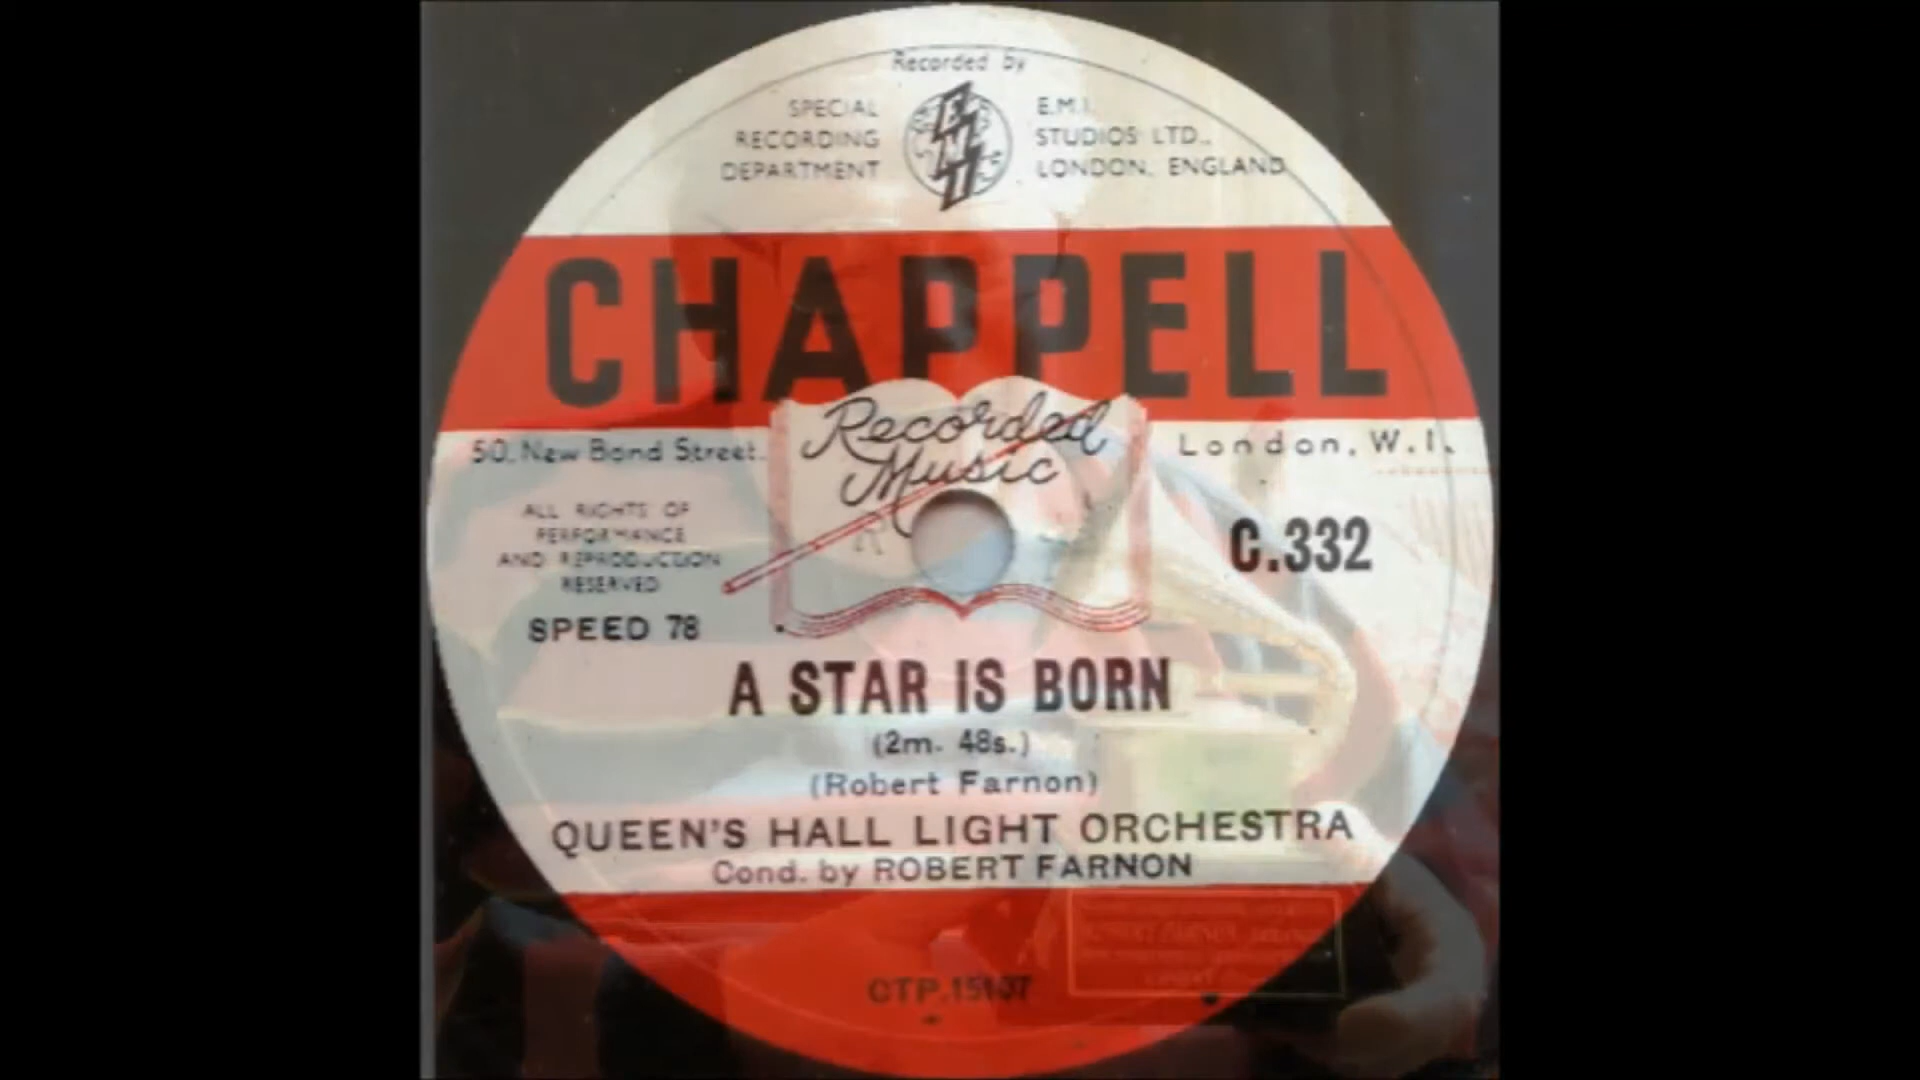 Recorded by
SPECIAL RECORDING DEPARTMENT
E.M.I. STUDIOS LTD., LONDON, ENGLAND
CHAPPELL
Recorded
Music
50, New Bond Street.
London, W.1.
ALL RIGHTS OF
PERFORMANCE
AND REPRODUCTION
RESERVED
C.332
SPEED 78
A STAR IS BORN
(2m. 48s.)
(Robert Farnon)
QUEEN'S HALL LIGHT ORCHESTRA
Cond. by ROBERT FARNON